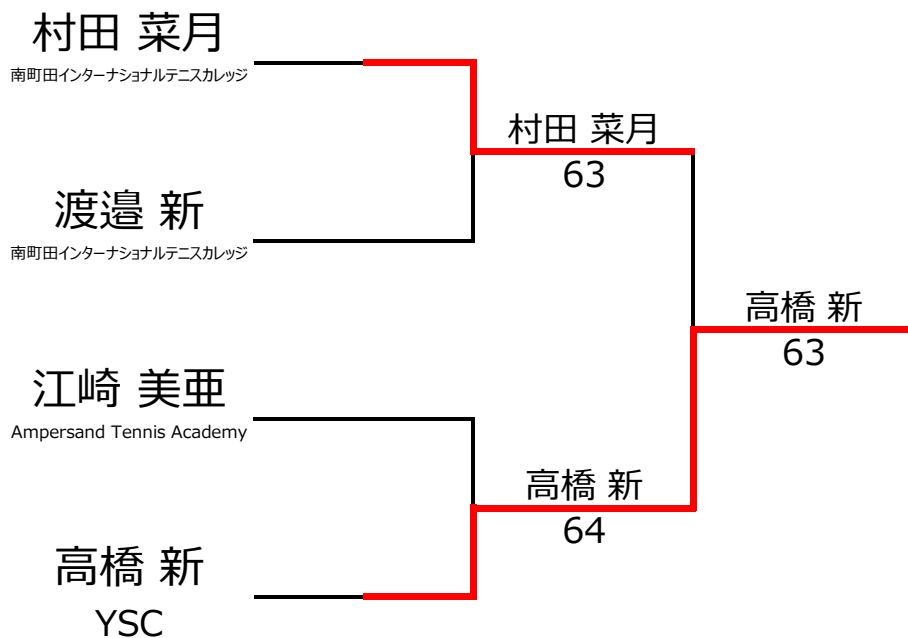 村田 菜月
南町田インターナショナルテニスカレッジ
村田 菜月
63
渡邉 新
南町田インターナショナルテニスカレッジ
高橋 新
63
江崎 美亜
Ampersand Tennis Academy
高橋 新
64
高橋 新
YSC